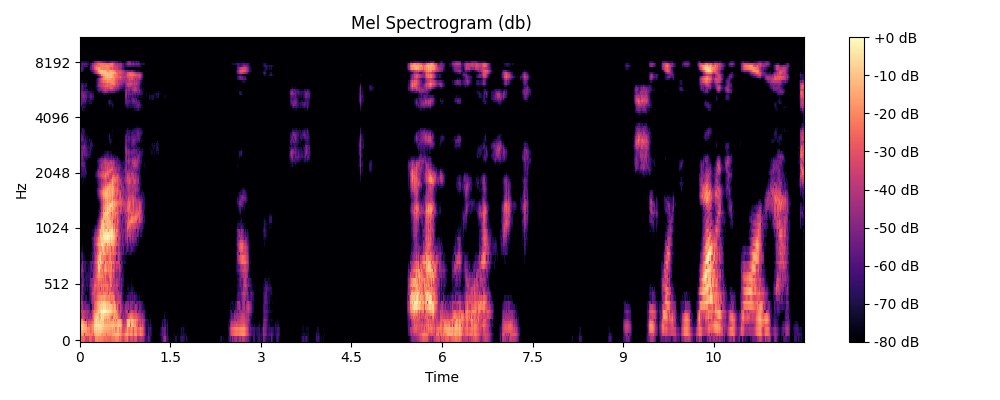 Mel Spectrogram (db)
Hz
8192
4096
2048
1024
512
0
0 1.5 3 4.5 6 7.5 9 10
Time
+0 dB
-10 dB
-20 dB
-30 dB
-40 dB
-50 dB
-60 dB
-70 dB
-80 dB